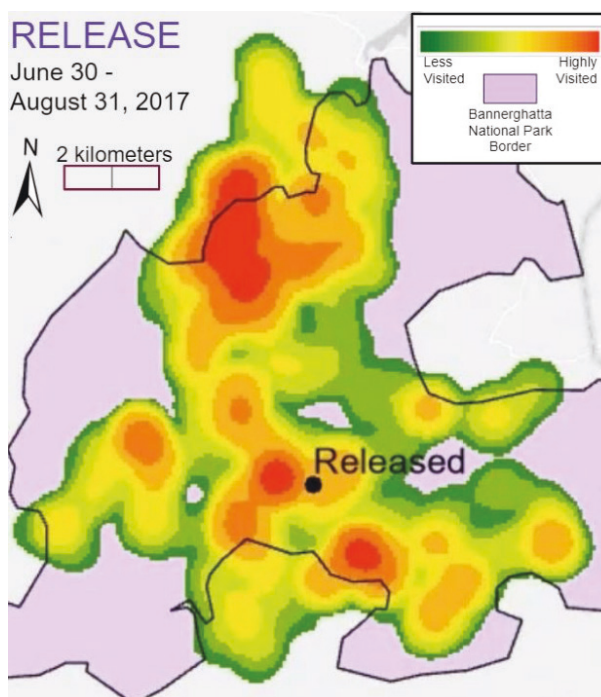 RELEASE
June 30 -
August 31, 2017
N
2 kilometers
Less
Visited
Highly
Visited
Bannerghatta
National Park
Border
Released